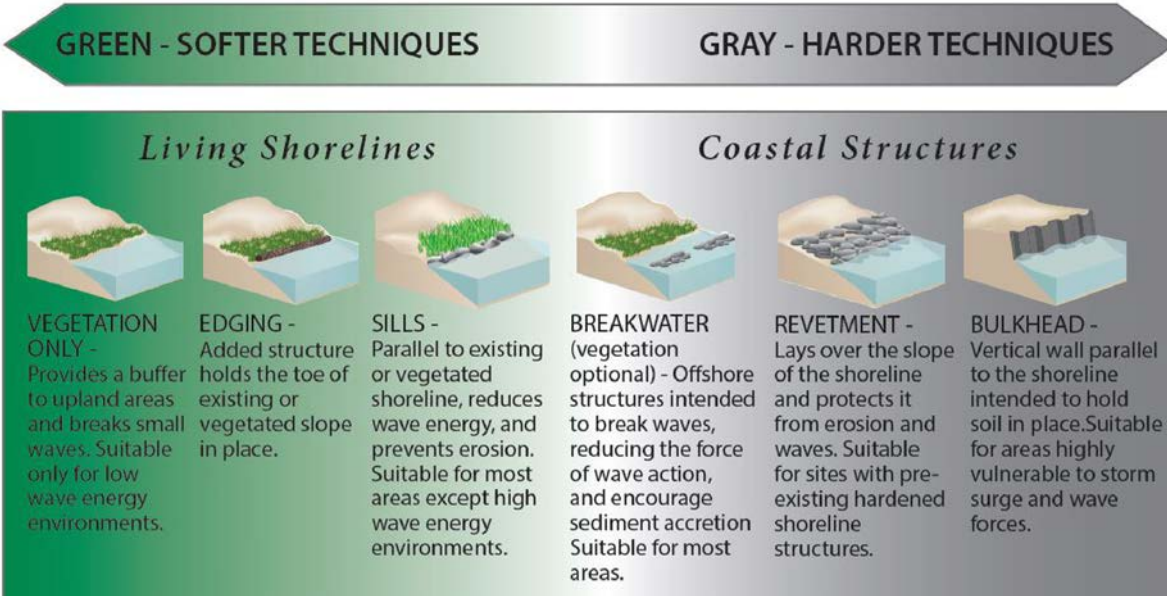 GREEN - SOFTER TECHNIQUES
GRAY - HARDER TECHNIQUES
Living Shorelines
Coastal Structures
VEGETATION
ONLY -
Provides a buffer
to upland areas
and breaks small
waves. Suitable
only for low
wave energy
environments.
EDGING -
Added structure
holds the toe of
existing or
vegetated slope
in place.
SILLS -
Parallel to existing
or vegetated
shoreline, reduces
wave energy, and
prevents erosion.
Suitable for most
areas except high
wave energy
environments.
BREAKWATER
(vegetation
optional) - Offshore
structures intended
to break waves,
reducing the force
of wave action,
and encourage
sediment accretion
Suitable for most
areas.
REVETMENT -
Lays over the slope
of the shoreline
and protects it
from erosion and
waves. Suitable
for sites with pre-
existing hardened
shoreline
structures.
BULKHEAD -
Vertical wall parallel
to the shoreline
intended to hold
soil in place.Suitable
for areas highly
vulnerable to storm
surge and wave
forces.